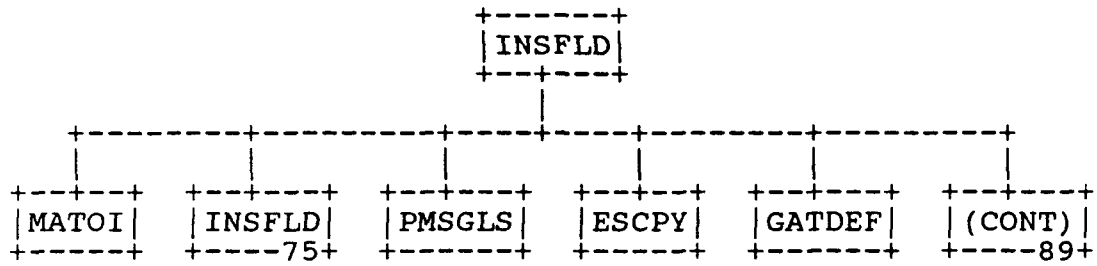 INSFLD
MATOI INSFLD PMSGLS ESCPY GATDEF (CONT)
75 89